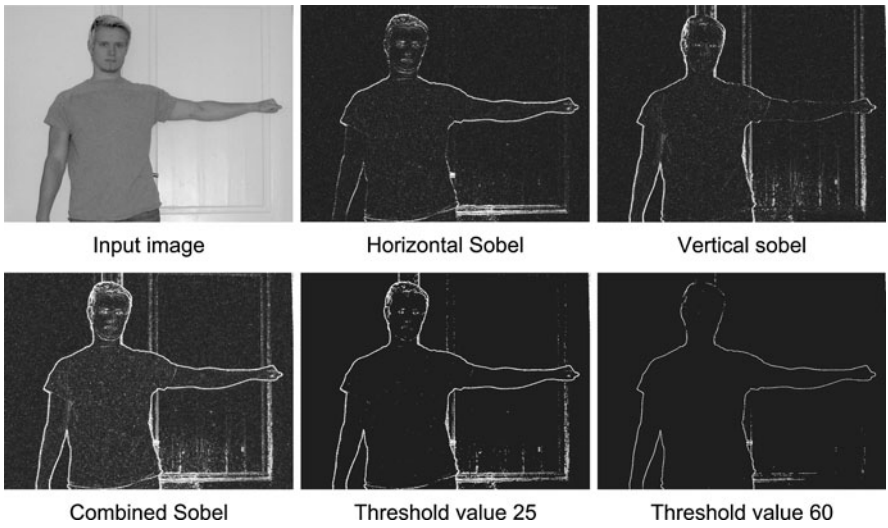 Input image
Horizontal Sobel
Vertical sobel
Combined Sobel
Threshold value 25
Threshold value 60